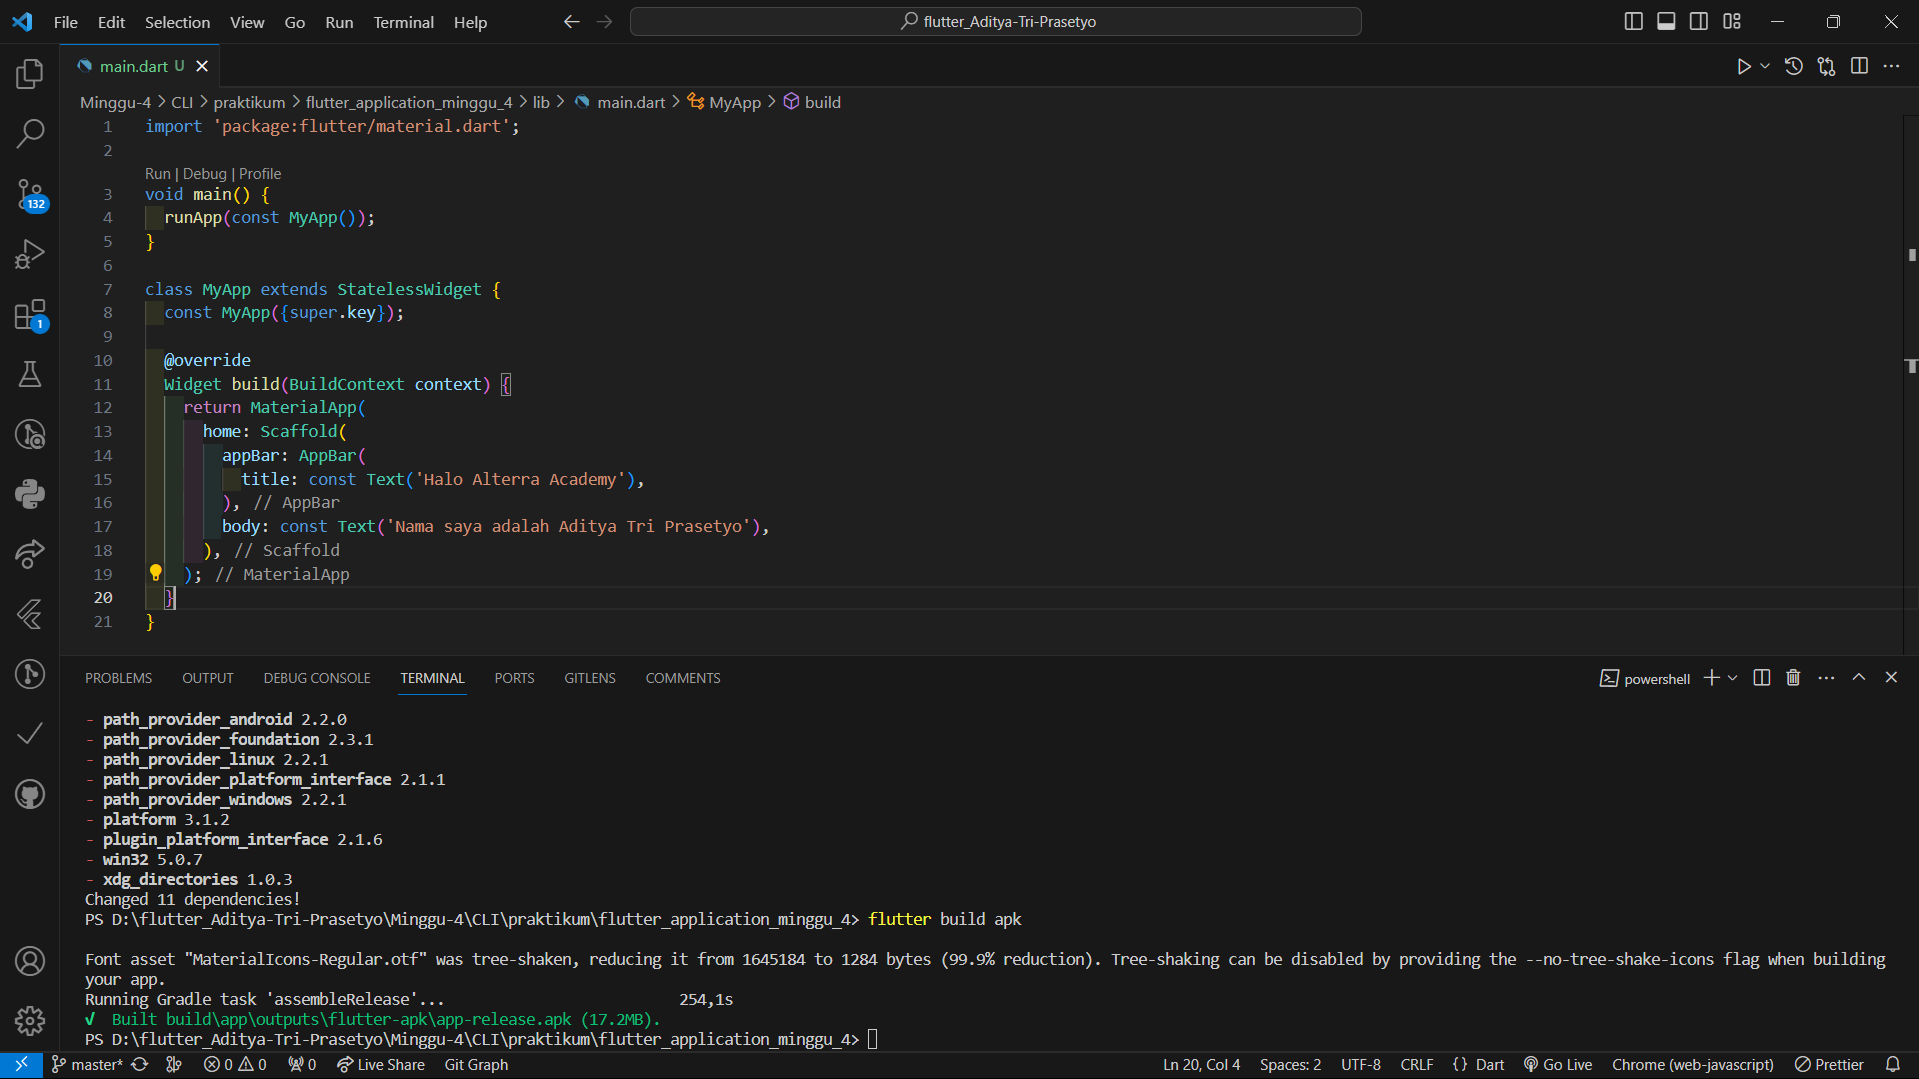 File Edit Selection View Go Run Terminal Help
flutter_Aditya-Tri-Prasetyo
main.dart U
Minggu-4 > CLI > praktikum > flutter_application_minggu_4 > lib > main.dart > MyApp > build
1 import 'package:flutter/material.dart';
2
Run | Debug | Profile
3 void main() {
4 runApp(const MyApp());
5 }
6
7 class MyApp extends StatelessWidget {
8 const MyApp({super.key});
9
10 @override
11 Widget build(BuildContext context) {
12 return MaterialApp(
13 home: Scaffold(
14 appBar: AppBar(
15 title: const Text('Halo Alterra Academy'),
16 ), // AppBar
17 body: const Text('Nama saya adalah Aditya Tri Prasetyo'),
18 ), // Scaffold
19 ); // MaterialApp
20 }
21 }
132
1
PROBLEMS OUTPUT DEBUG CONSOLE TERMINAL PORTS GITLENS COMMENTS
powershell
- path_provider_android 2.2.0
- path_provider_foundation 2.3.1
- path_provider_linux 2.2.1
- path_provider_platform_interface 2.1.1
- path_provider_windows 2.2.1
- platform 3.1.2
- plugin_platform_interface 2.1.6
- win32 5.0.7
- xdg_directories 1.0.3
Changed 11 dependencies!
PS D:\flutter_Aditya-Tri-Prasetyo\Minggu-4\CLI\praktikum\flutter_application_minggu_4> flutter build apk
Font asset "MaterialIcons-Regular.otf" was tree-shaken, reducing it from 1645184 to 1284 bytes (99.9% reduction). Tree-shaking can be disabled by providing the --no-tree-shake-icons flag when building
your app.
Running Gradle task 'assembleRelease'... 254,1s
√ Built build\app\outputs\flutter-apk\app-release.apk (17.2MB).
PS D:\flutter_Aditya-Tri-Prasetyo\Minggu-4\CLI\praktikum\flutter_application_minggu_4>
master* 0 0 0 Live Share Git Graph Ln 20, Col 4 Spaces: 2 UTF-8 CRLF {} Dart Go Live Chrome (web-javascript) Prettier